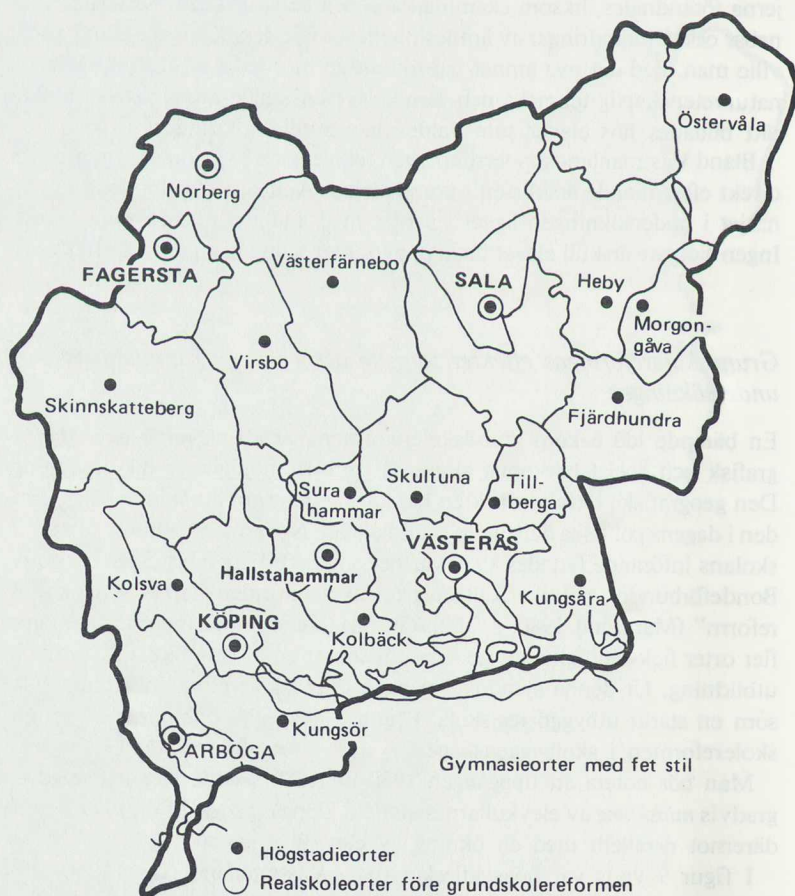 Östervåla
Norberg
FAGERSTA
Västerfärnebo
SALA
Heby
Morgon-
gåva
Virsbo
Skinnskatteberg
Fjärdhundra
Skultuna
Till-
berga
Sura
hammar
VÄSTERÅS
Hallstahammar
Kolsva
Kungsåra
KÖPING
Kolbäck
Kungsör
ARBOGA
Gymnasieorter med fet stil
Högstadieorter
Realskoleorter före grundskolereformen